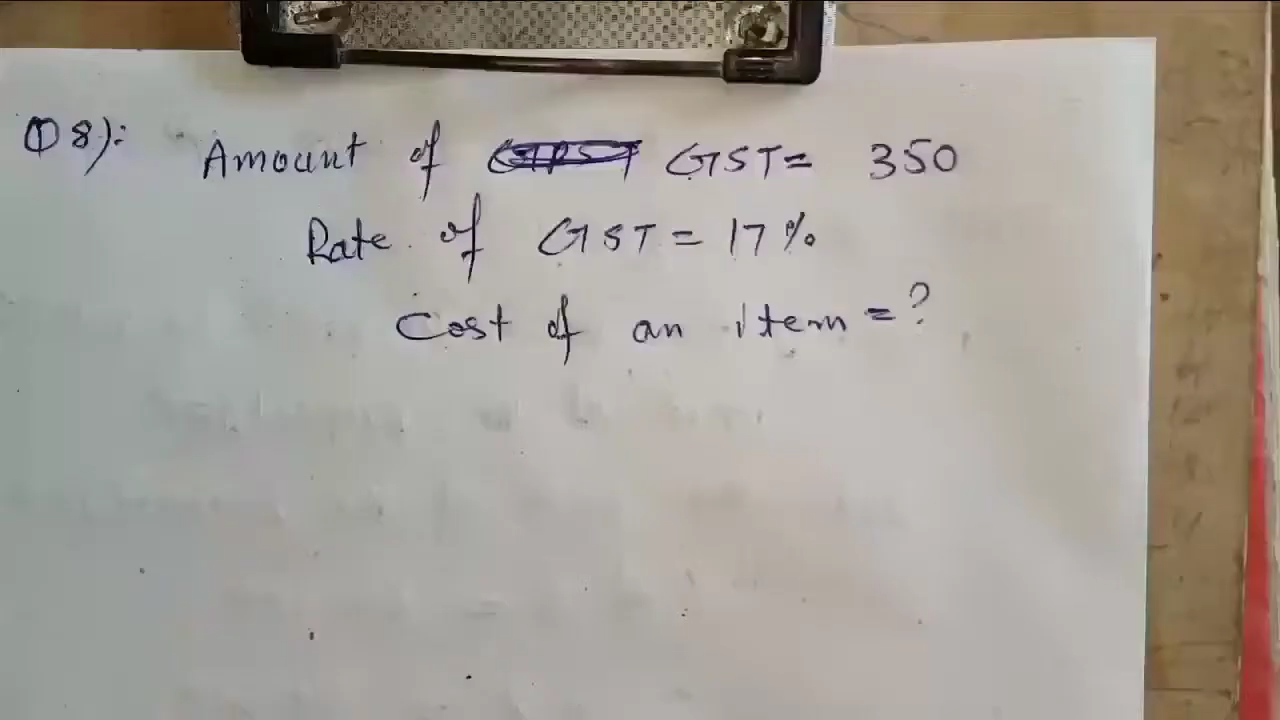 Q8): Amount of GST= 350
Rate of GST = 17%
Cost of an item = ?